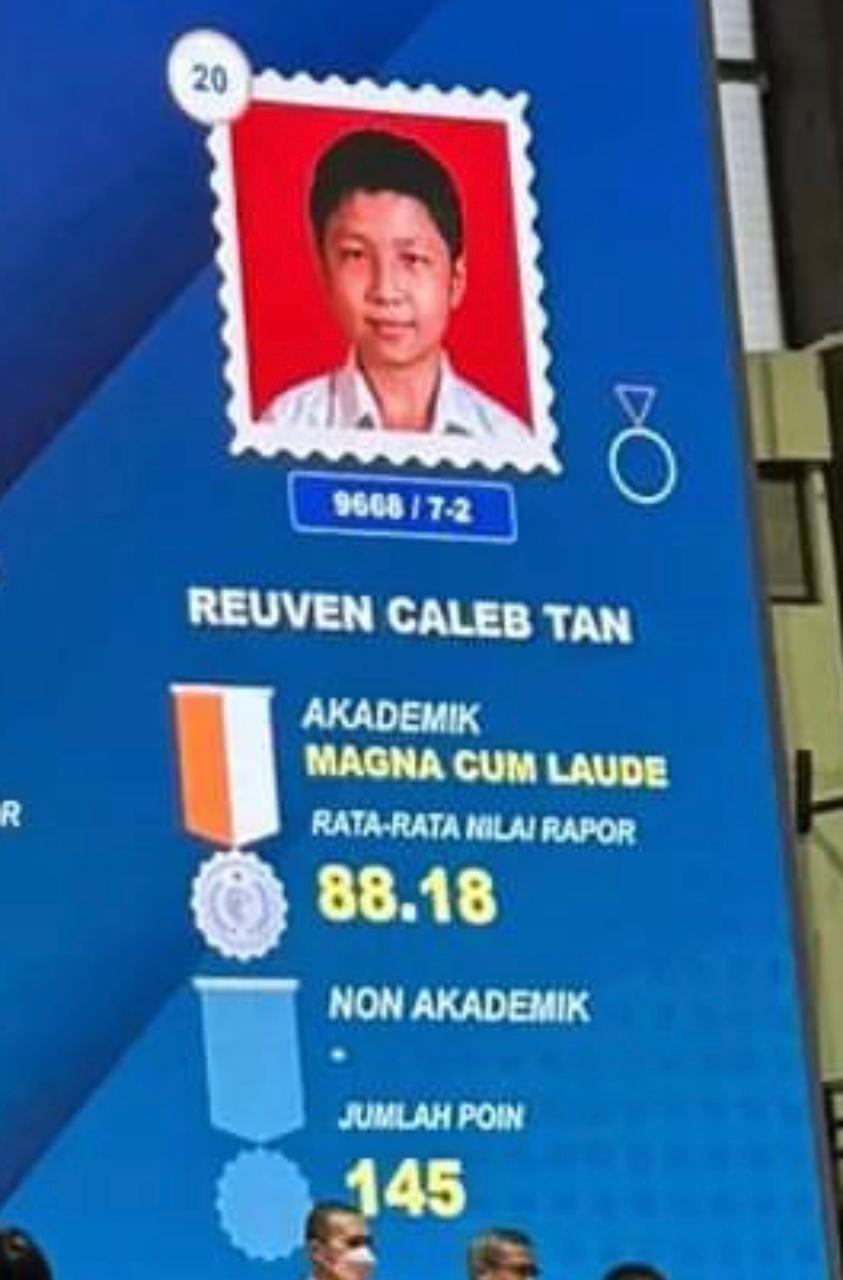 20
9668 / 7-2
REUVEN CALEB TAN
AKADEMIK
MAGNA CUM LAUDE
RATA-RATA NILAI RAPOR
88.18
NON AKADEMIK
-
JUMLAH POIN
145
R